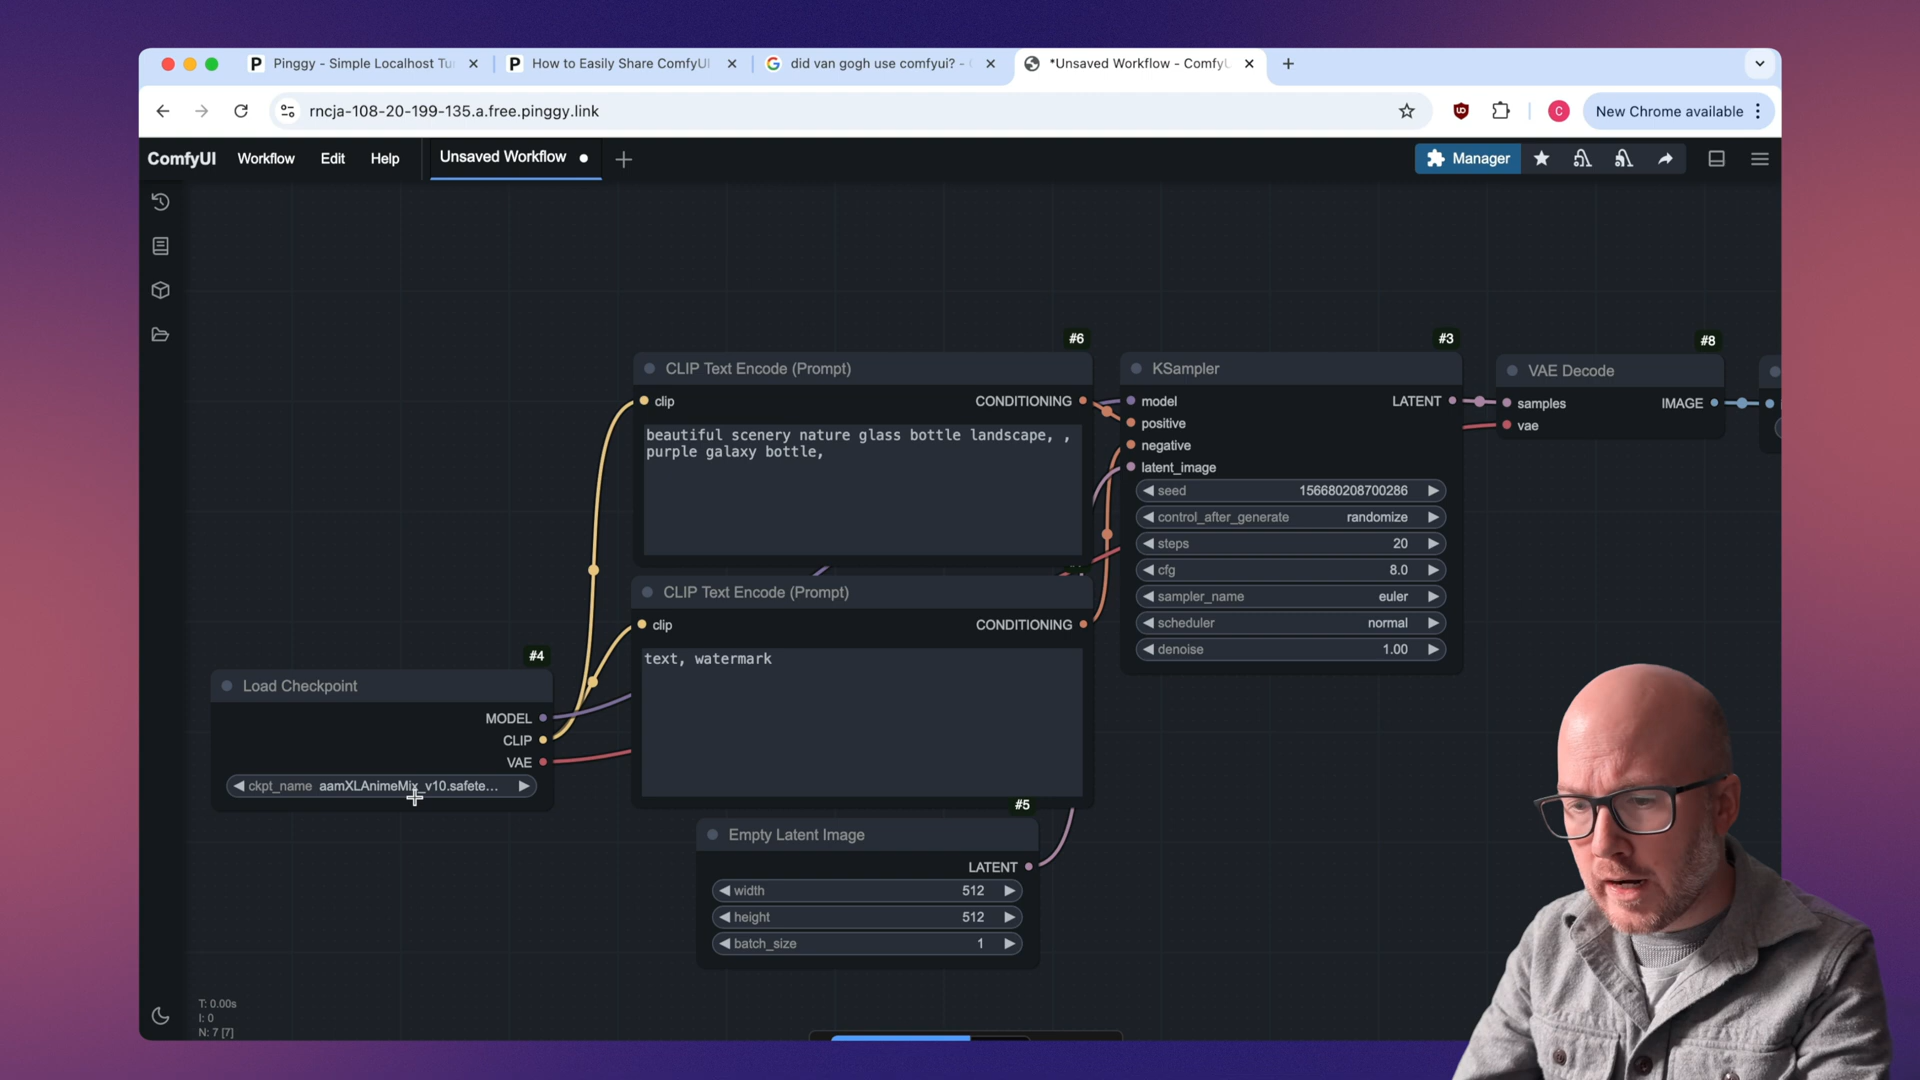 Pinggy - Simple Localhost Tu
How to Easily Share ComfyUI
did van gogh use comfyui? -
*Unsaved Workflow - ComfyU
rncja-108-20-199-135.a.free.pinggy.link
C
New Chrome available
ComfyUI
Workflow
Edit
Help
Unsaved Workflow
Manager
#6
CLIP Text Encode (Prompt)
clip
CONDITIONING
beautiful scenery nature glass bottle landscape, ,
purple galaxy bottle,
#3
KSampler
model
LATENT
positive
negative
latent_image
seed 156680208700286
control_after_generate randomize
steps 20
cfg 8.0
sampler_name euler
scheduler normal
denoise 1.00
#8
VAE Decode
samples
IMAGE
vae
CLIP Text Encode (Prompt)
clip
CONDITIONING
text, watermark
#4
Load Checkpoint
MODEL
CLIP
VAE
ckpt_name aamXLAnimeMix_v10.safete...
#5
Empty Latent Image
LATENT
width 512
height 512
batch_size 1
T: 0.00s
I: 0
N: 7 [7]